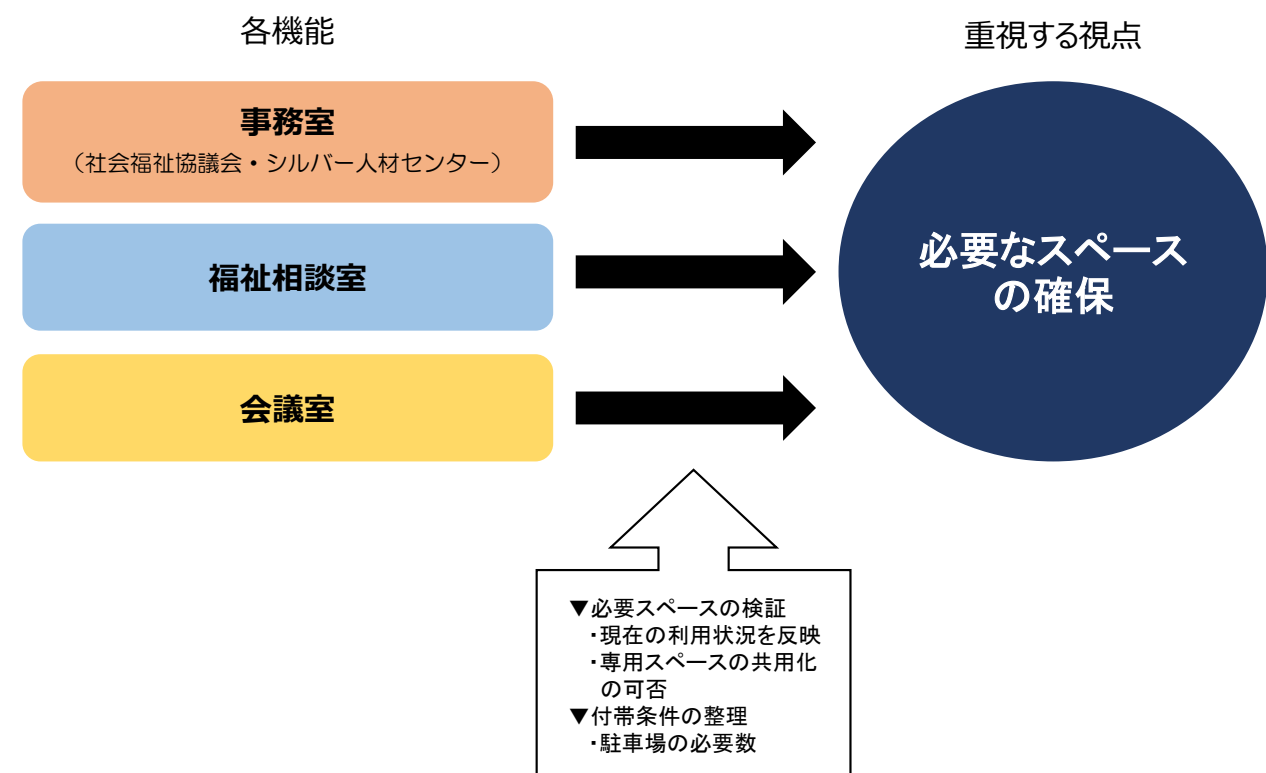 各機能
重視する視点
事務室
（社会福祉協議会・シルバー人材センター）
福祉相談室
会議室
必要なスペース
の確保
▼必要スペースの検証
・現在の利用状況を反映
・専用スペースの共用化
の可否
▼付帯条件の整理
・駐車場の必要数